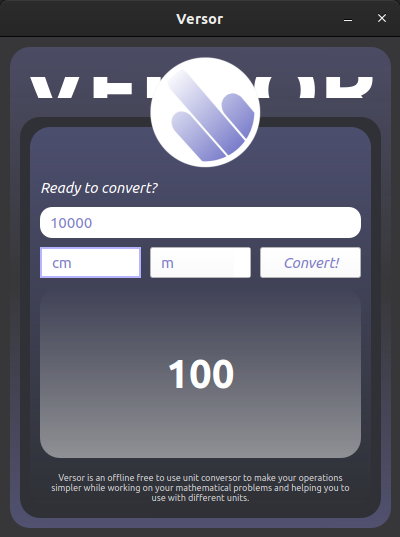 Versor
VERSOR
Ready to convert?
10000
cm
m
Convert!
100
Versor is an offline free to use unit conversor to make your operations
simpler while working on your mathematical problems and helping you to
use with different units.